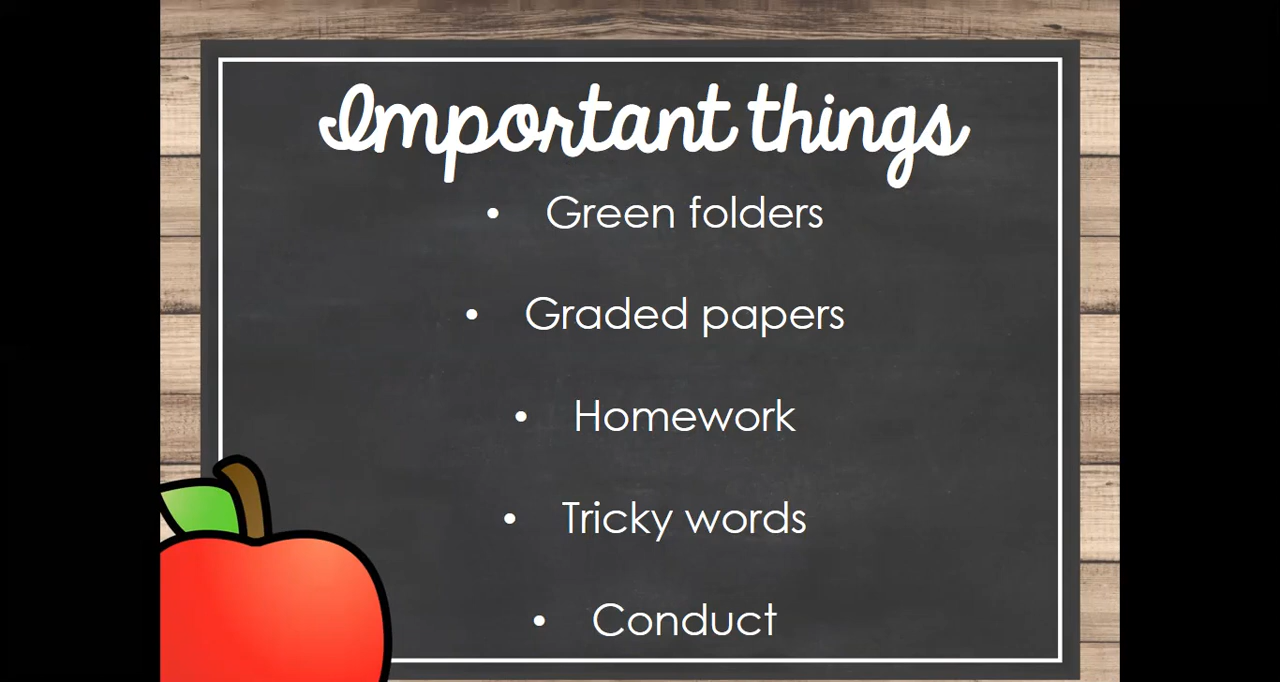 Important things
• Green folders
• Graded papers
• Homework
• Tricky words
• Conduct